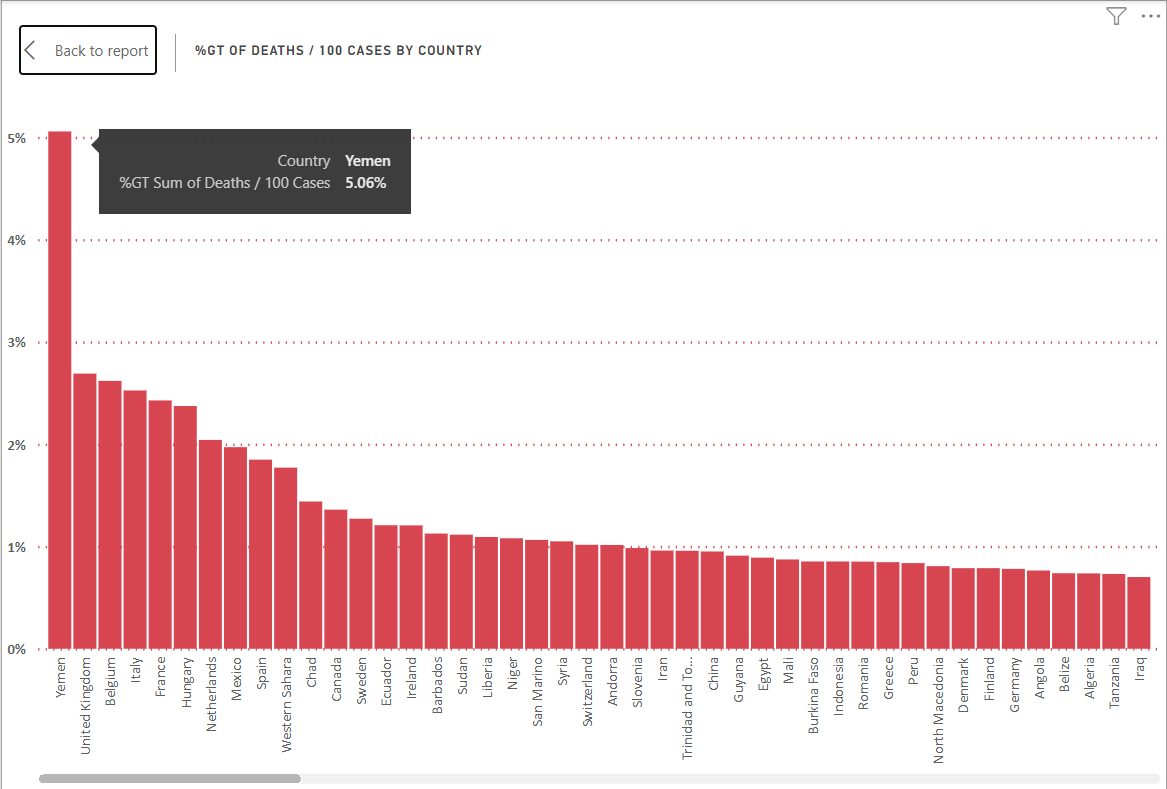 Back to report
%GT OF DEATHS / 100 CASES BY COUNTRY
5%
Country Yemen
%GT Sum of Deaths / 100 Cases 5.06%
4%
3%
2%
1%
0%
Yemen
United Kingdom
Belgium
Italy
France
Hungary
Netherlands
Mexico
Spain
Western Sahara
Chad
Canada
Sweden
Ecuador
Ireland
Barbados
Sudan
Liberia
Niger
San Marino
Syria
Switzerland
Andorra
Slovenia
Iran
Trinidad and To...
China
Guyana
Egypt
Mali
Burkina Faso
Indonesia
Romania
Greece
Peru
North Macedonia
Denmark
Finland
Germany
Angola
Belize
Algeria
Tanzania
Iraq